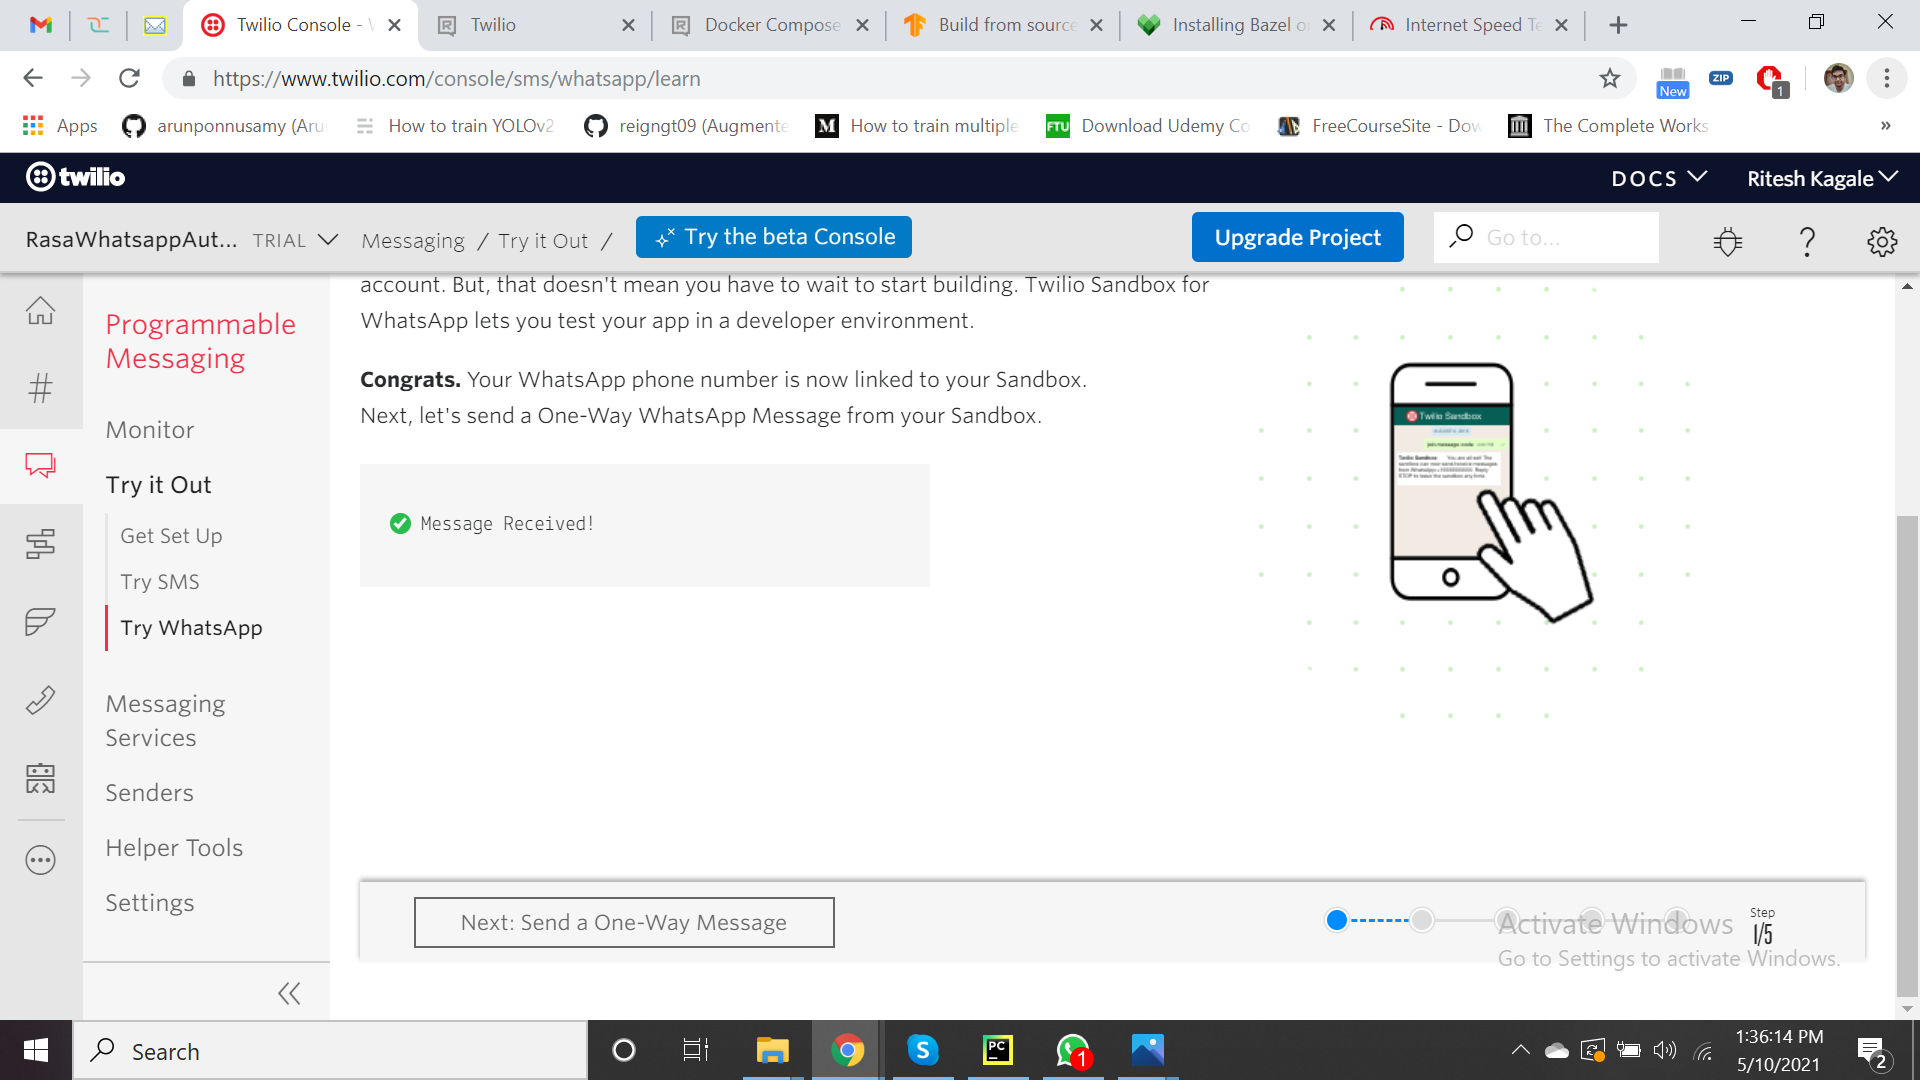 Twilio Console - W
Twilio
Docker Compose
Build from source
Installing Bazel o
Internet Speed Te
https://www.twilio.com/console/sms/whatsapp/learn
New
ZIP
1
Apps
arunponnusamy (Aru
How to train YOLOv2
reigngt09 (Augmente
M
How to train multiple
FTU
Download Udemy Co
FreeCourseSite - Dow
The Complete Works
»
twilio
DOCS
Ritesh Kagale
RasaWhatsappAut...
TRIAL
Messaging / Try it Out /
Try the beta Console
Upgrade Project
Go to...
account. But, that doesn't mean you have to wait to start building. Twilio Sandbox for
WhatsApp lets you test your app in a developer environment.
Programmable
Messaging
Monitor
Try it Out
Get Set Up
Try SMS
Try WhatsApp
Messaging
Services
Senders
Helper Tools
Settings
Congrats. Your WhatsApp phone number is now linked to your Sandbox.
Next, let's send a One-Way WhatsApp Message from your Sandbox.
Message Received!
Twilio Sandbox
Next: Send a One-Way Message
Step
1/5
Activate Windows
Go to Settings to activate Windows.
Search
S
PC
1
1:36:14 PM
5/10/2021
2